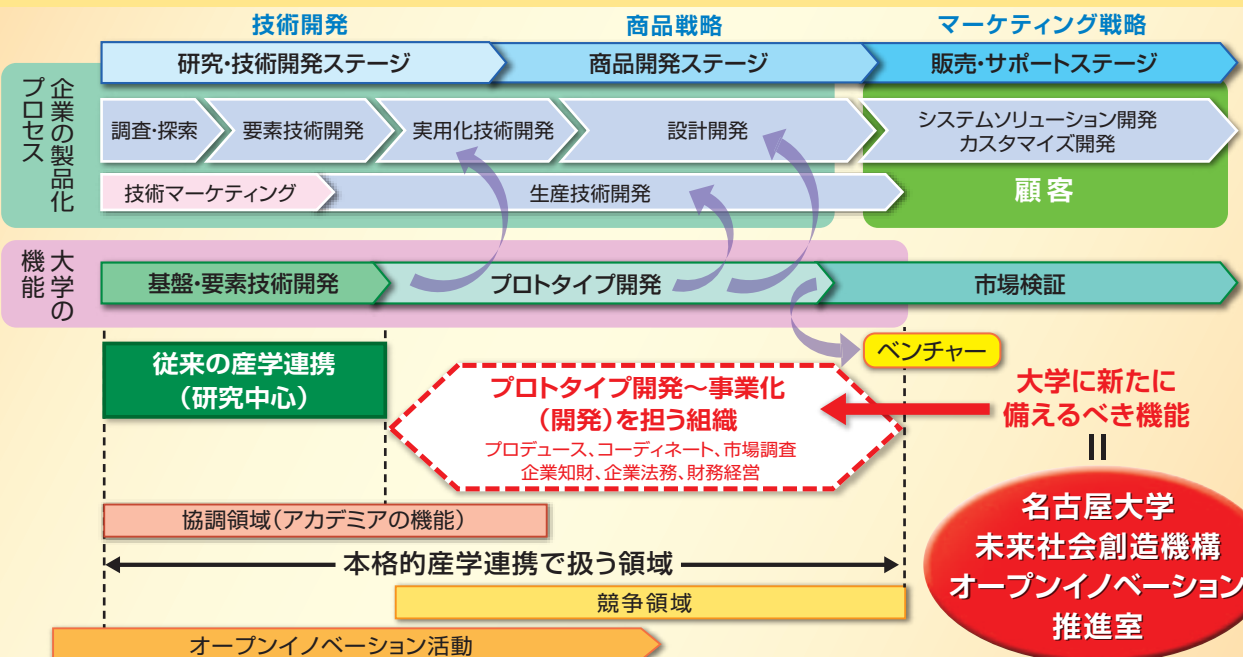 技術開発
商品戦略
マーケティング戦略
研究・技術開発ステージ
商品開発ステージ
販売・サポートステージ
企業の製品化
プロセス
調査・探索
要素技術開発
実用化技術開発
設計開発
システムソリューション開発
カスタマイズ開発
技術マーケティング
生産技術開発
顧客
大学の
機能
基盤・要素技術開発
プロトタイプ開発
市場検証
従来の産学連携
（研究中心）
ベンチャー
プロトタイプ開発～事業化
（開発）を担う組織
プロデュース、コーディネート、市場調査
企業知財、企業法務、財務経営
大学に新たに
備えるべき機能
=
協調領域（アカデミアの機能）
本格的産学連携で扱う領域
競争領域
オープンイノベーション活動
名古屋大学
未来社会創造機構
オープンイノベーション
推進室